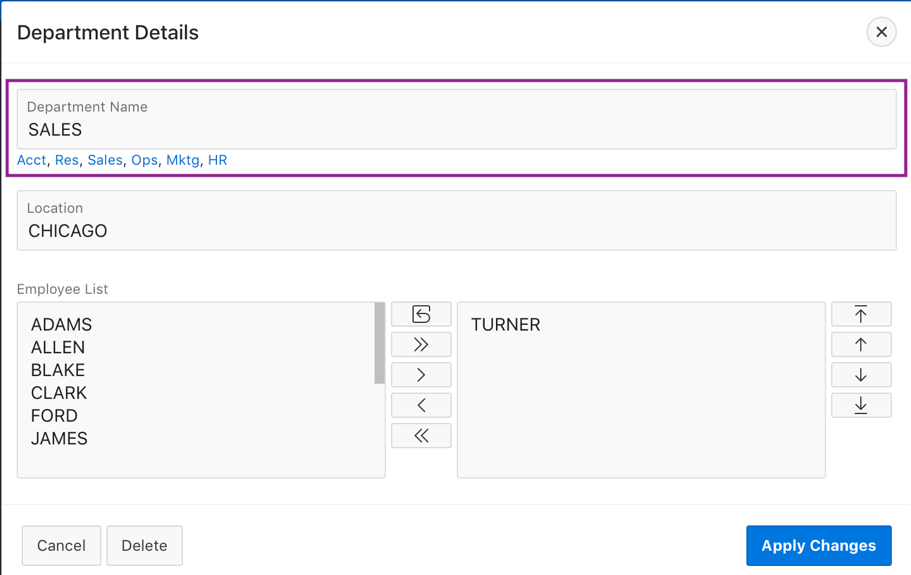 Department Details
Department Name
SALES
Acct, Res, Sales, Ops, Mktg, HR
Location
CHICAGO
Employee List
ADAMS
ALLEN
BLAKE
CLARK
FORD
JAMES
TURNER
Cancel
Delete
Apply Changes